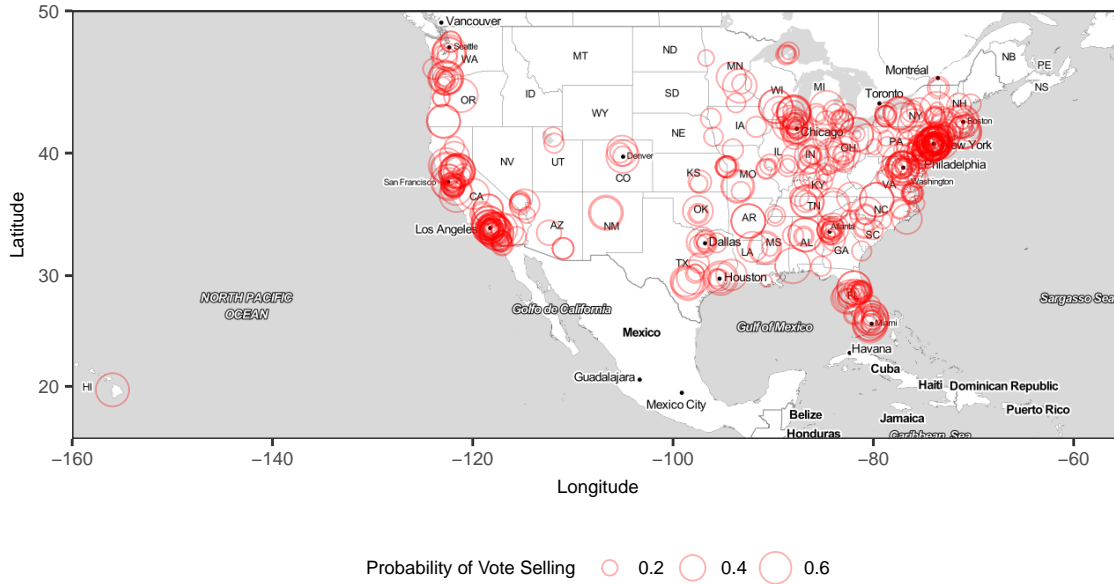 50
40
30
20
Latitude
Vancouver
Seattle
WA
MT
ND
MN
Montréal
NB
PE
NS
OR
ID
WY
SD
WI
MI
Toronto
NH
NY
Boston
NE
IA
Chicago
New York
NV
UT
Denver
CO
IL
IN
OH
PA
Philadelphia
San Francisco
CA
KS
MO
KY
VA
Washington
Los Angeles
AZ
NM
OK
AR
TN
NC
Atlanta
SC
Dallas
MS
AL
GA
TX
LA
Houston
NORTH PACIFIC
OCEAN
Golfo de California
Gulf of Mexico
Miami
Sargasso Sea
Mexico
Havana
Cuba
HI
Guadalajara
Haiti
Dominican Republic
Mexico City
Belize
Jamaica
Puerto Rico
Honduras
Caribbean Sea
−160
−140
−120
−100
−80
−60
Longitude
Probability of Vote Selling 0.2 0.4 0.6